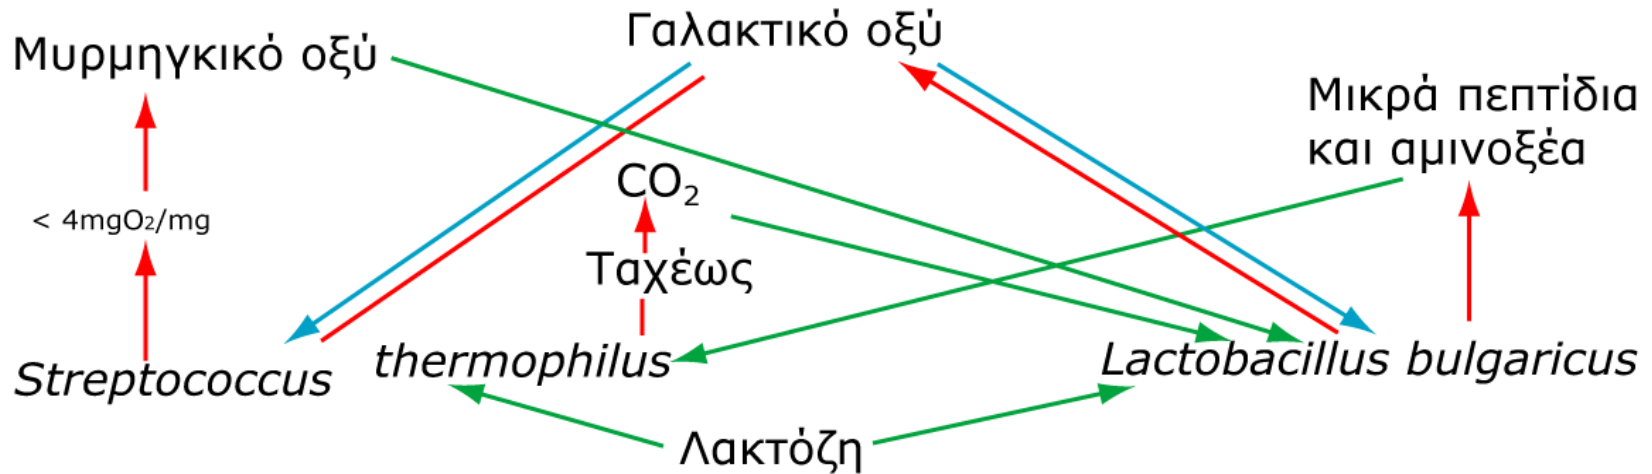 Μυρμηγκικό οξύ
Γαλακτικό οξύ
Μικρά πεπτίδια
και αμινοξέα
CO₂
< 4mgO₂/mg
Ταχέως
Streptococcus thermophilus
Lactobacillus bulgaricus
Λακτόζη